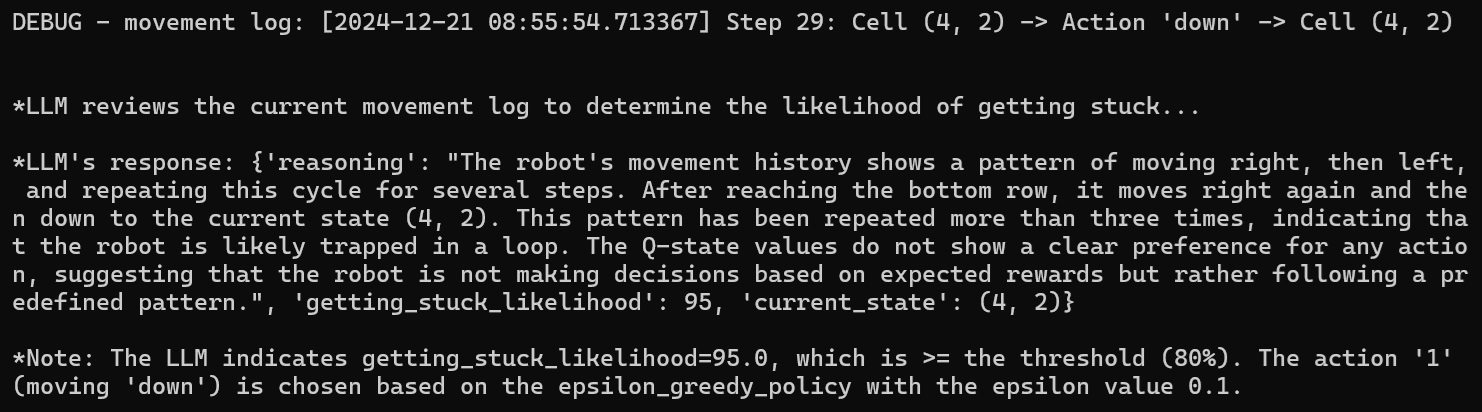 DEBUG - movement log: [2024-12-21 08:55:54.713367] Step 29: Cell (4, 2) -> Action 'down' -> Cell (4, 2)
*LLM reviews the current movement log to determine the likelihood of getting stuck...
*LLM's response: {'reasoning': "The robot's movement history shows a pattern of moving right, then left,
 and repeating this cycle for several steps. After reaching the bottom row, it moves right again and the
n down to the current state (4, 2). This pattern has been repeated more than three times, indicating tha
t the robot is likely trapped in a loop. The Q-state values do not show a clear preference for any actio
n, suggesting that the robot is not making decisions based on expected rewards but rather following a pr
edefined pattern.", 'getting_stuck_likelihood': 95, 'current_state': (4, 2)}
*Note: The LLM indicates getting_stuck_likelihood=95.0, which is >= the threshold (80%). The action '1'
(moving 'down') is chosen based on the epsilon_greedy_policy with the epsilon value 0.1.